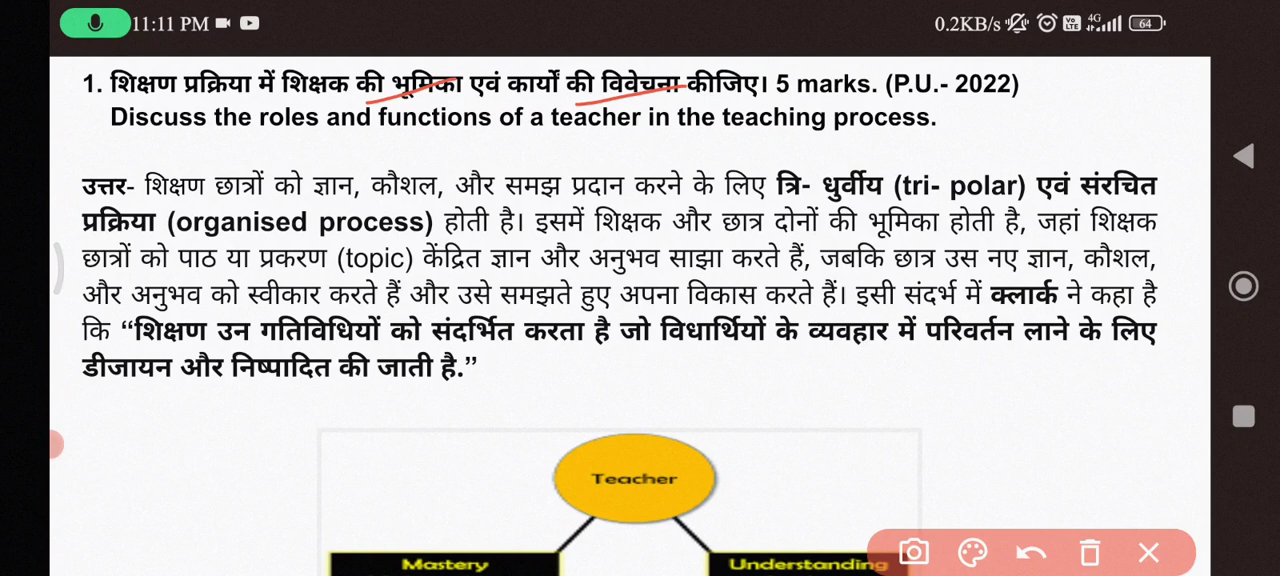 11:11 PM
0.2KB/s VoLTE 4G 64
1. शिक्षण प्रक्रिया में शिक्षक की भूमिका एवं कार्यों की विवेचना कीजिए। 5 marks. (P.U.- 2022)
Discuss the roles and functions of a teacher in the teaching process.
उत्तर- शिक्षण छात्रों को ज्ञान, कौशल, और समझ प्रदान करने के लिए त्रि- धुर्वीय (tri- polar) एवं संरचित
प्रक्रिया (organised process) होती है। इसमें शिक्षक और छात्र दोनों की भूमिका होती है, जहां शिक्षक
छात्रों को पाठ या प्रकरण (topic) केंद्रित ज्ञान और अनुभव साझा करते हैं, जबकि छात्र उस नए ज्ञान, कौशल,
और अनुभव को स्वीकार करते हैं और उसे समझते हुए अपना विकास करते हैं। इसी संदर्भ में क्लार्क ने कहा है
कि “शिक्षण उन गतिविधियों को संदर्भित करता है जो विधार्थियों के व्यवहार में परिवर्तन लाने के लिए
डीजायन और निष्पादित की जाती है.”
Teacher
Mastery Understanding